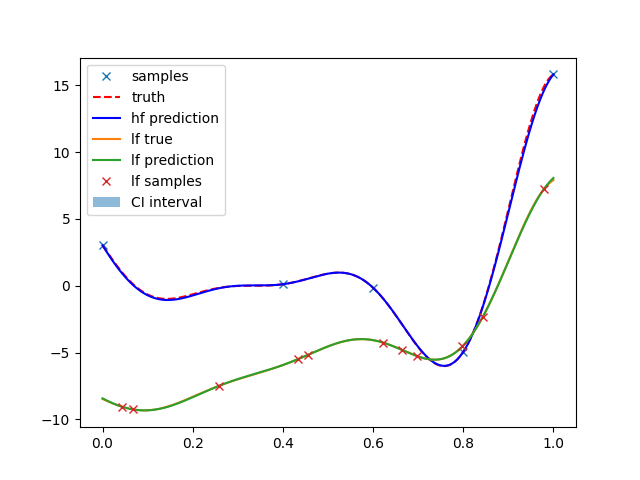 15
10
5
0
−5
−10
0.0 0.2 0.4 0.6 0.8 1.0
samples
truth
hf prediction
lf true
lf prediction
lf samples
CI interval